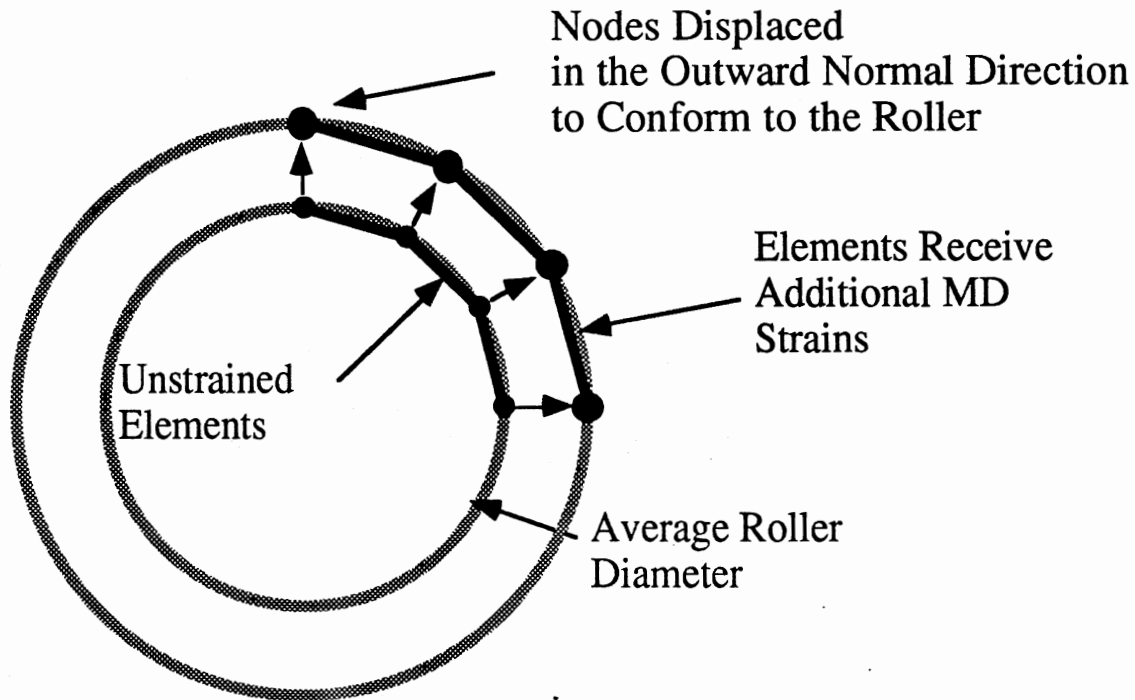 Nodes Displaced
in the Outward Normal Direction
to Conform to the Roller
Elements Receive
Additional MD
Strains
Unstrained
Elements
Average Roller
Diameter